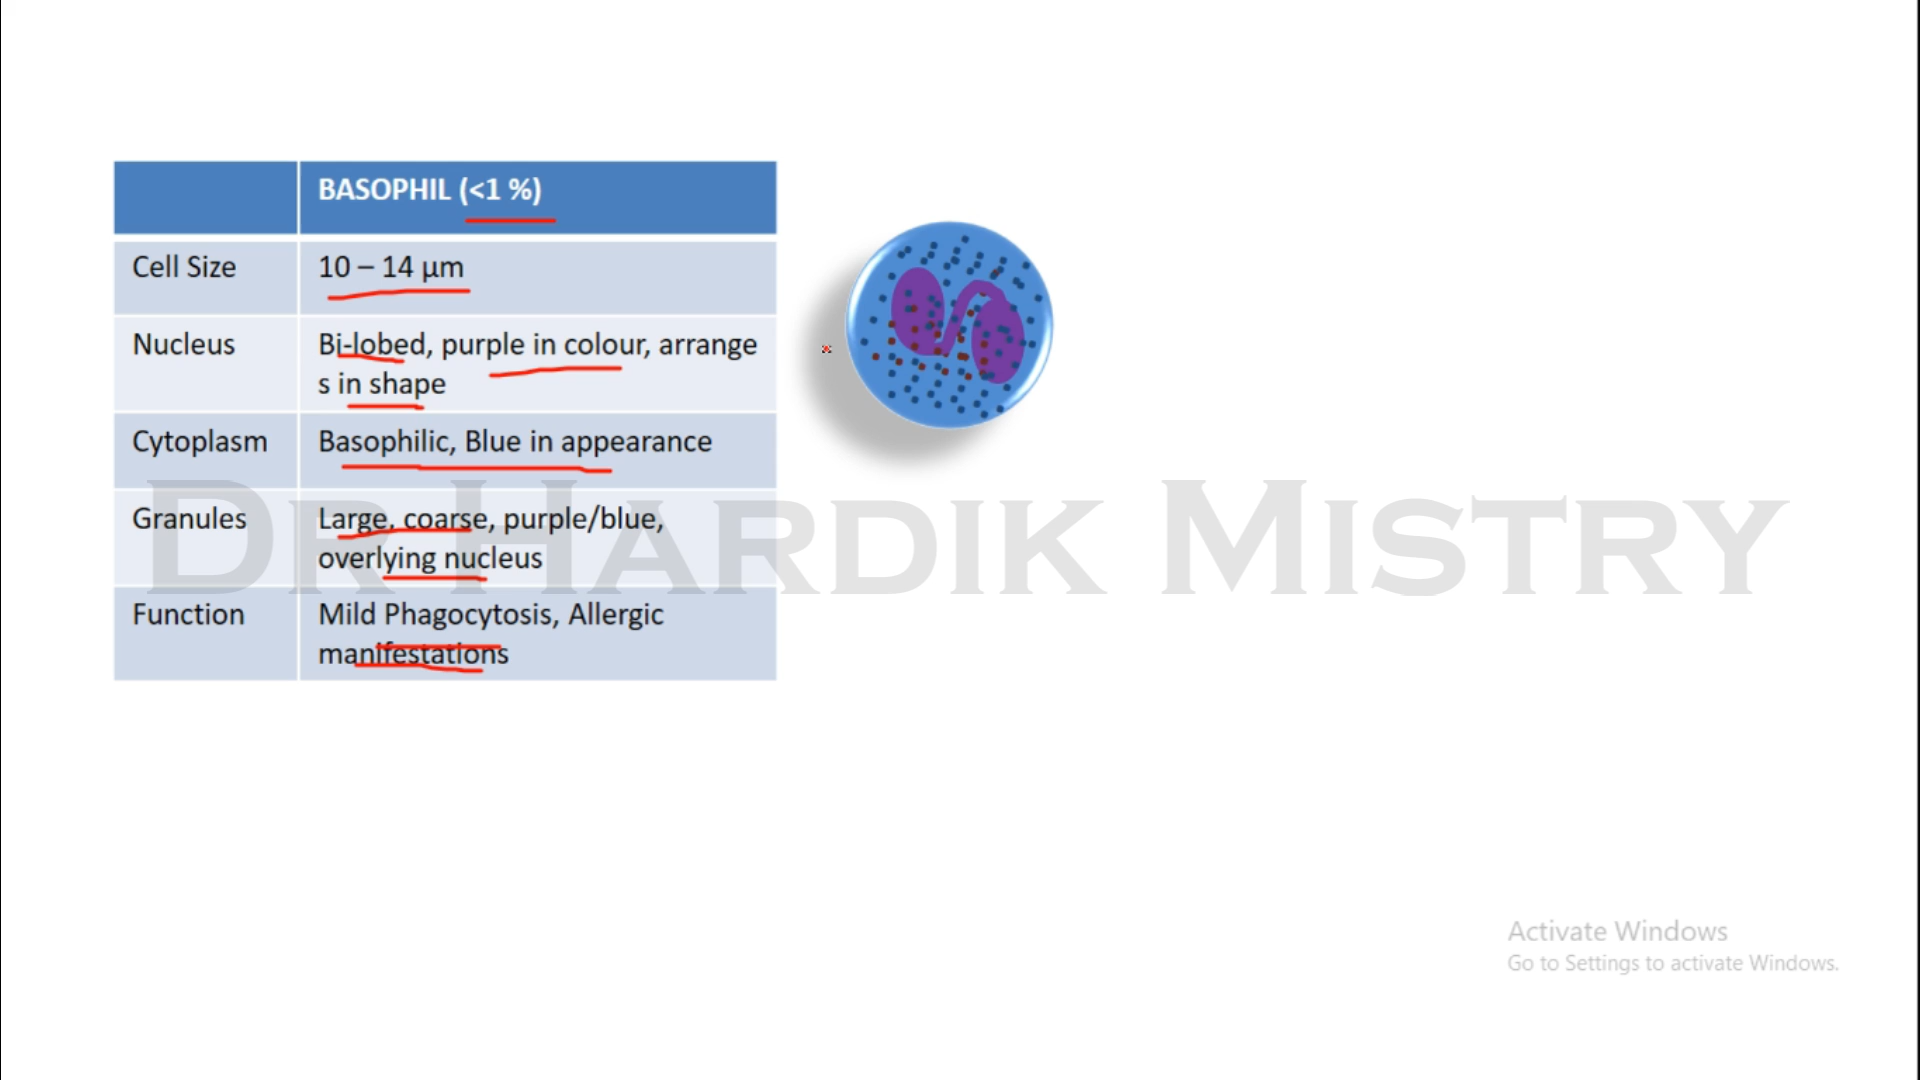 BASOPHIL (<1 %)
Cell Size 10 – 14 µm
Nucleus Bi-lobed, purple in colour, arrange
s in shape
Cytoplasm Basophilic, Blue in appearance
Granules Large, coarse, purple/blue,
overlying nucleus
Function Mild Phagocytosis, Allergic
manifestations
DR HARDIK MISTRY
Activate Windows
Go to Settings to activate Windows.